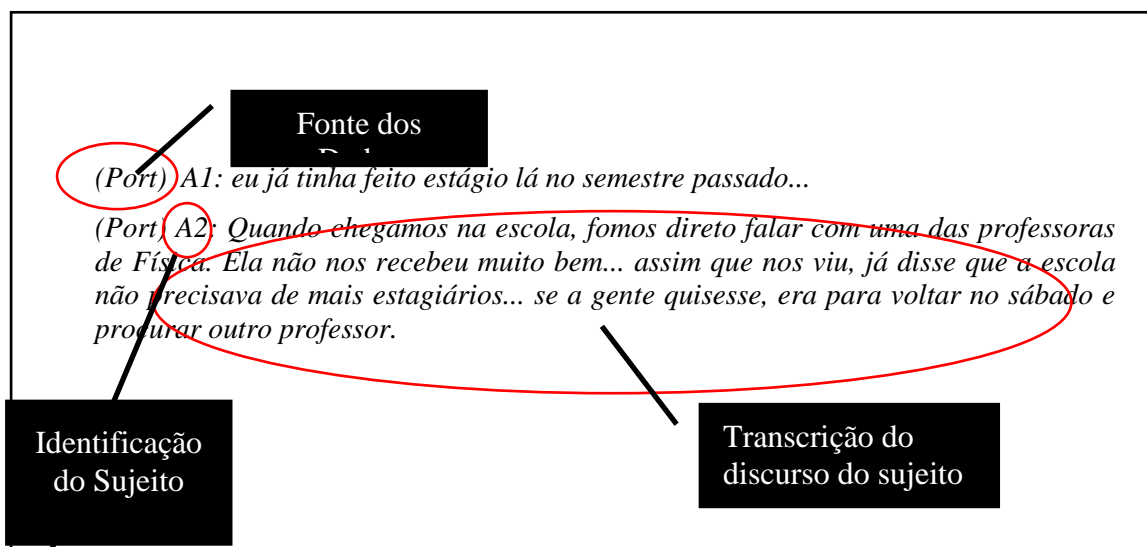 Fonte dos
(Port) A1: eu já tinha feito estágio lá no semestre passado...
(Port) A2: Quando chegamos na escola, fomos direto falar com uma das professoras
de Física. Ela não nos recebeu muito bem... assim que nos viu, já disse que a escola
não precisava de mais estagiários... se a gente quisesse, era para voltar no sábado e
procurar outro professor.
Identificação
do Sujeito
Transcrição do
discurso do sujeito